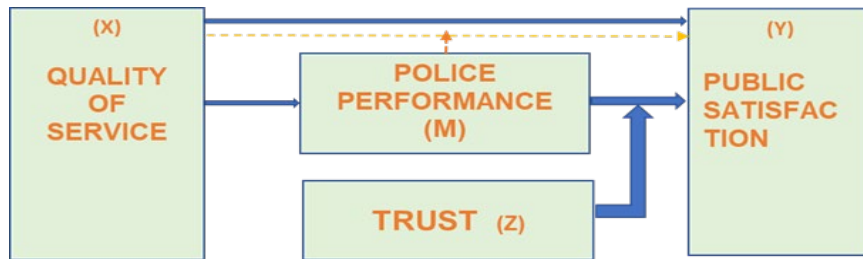 (X)
QUALITY
OF
SERVICE
POLICE
PERFORMANCE
(M)
TRUST (Z)
(Y)
PUBLIC
SATISFAC
TION